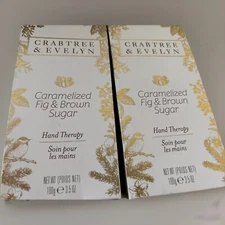 CRABTREE
& EVELYN
Caramelized
Fig & Brown
Sugar
Hand Therapy
Soin pour
les mains
NET WT (POIDS NET)
100g e 3.5 OZ
CRABTREE
& EVELYN
Caramelized
Fig & Brown
Sugar
Hand Therapy
Soin pour
les mains
NET WT (POIDS NET)
100g e 3.5 OZ